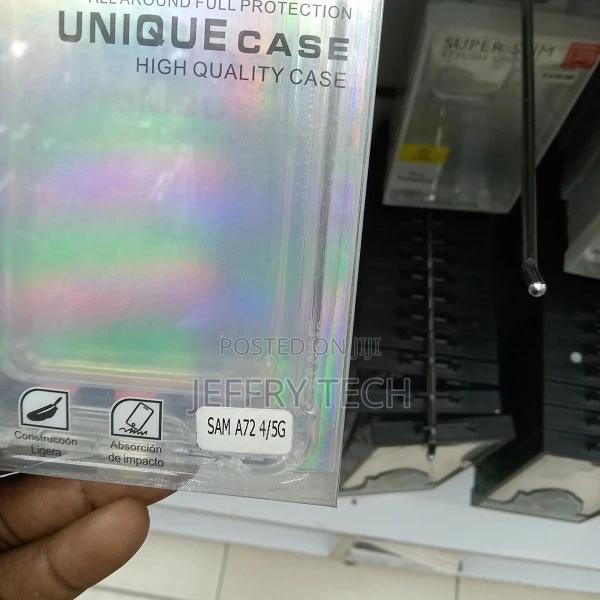 ALL AROUND FULL PROTECTION
UNIQUE CASE
HIGH QUALITY CASE
SUPER SLIM
POSTED ON JIJI
JEFFRY TECH
SAM A72 4/5G
Construcción
Ligera
Absorción
de impacto